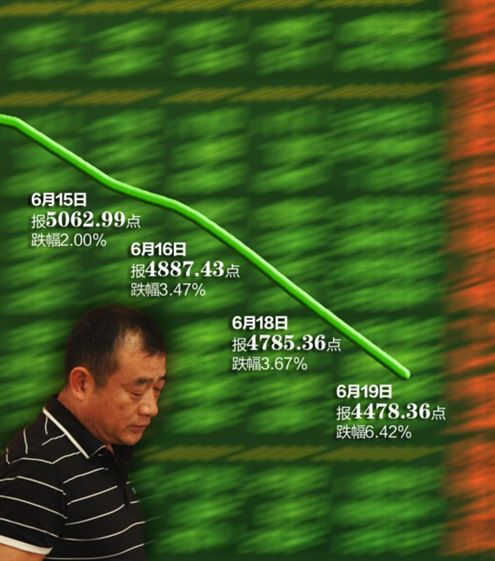 6月15日
报5062.99点
跌幅2.00%
6月16日
报4887.43点
跌幅3.47%
6月18日
报4785.36点
跌幅3.67%
6月19日
报4478.36点
跌幅6.42%